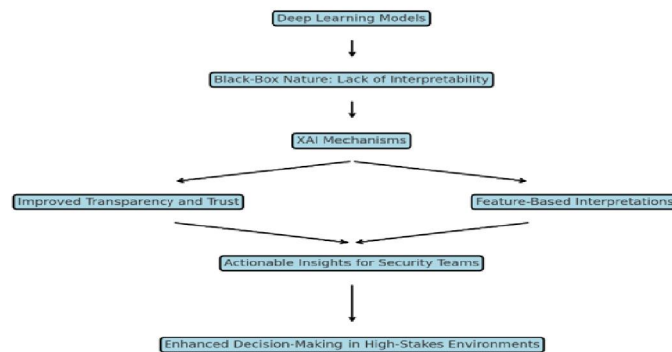 Deep Learning Models
Black-Box Nature: Lack of Interpretability
XAI Mechanisms
Improved Transparency and Trust
Feature-Based Interpretations
Actionable Insights for Security Teams
Enhanced Decision-Making in High-Stakes Environments